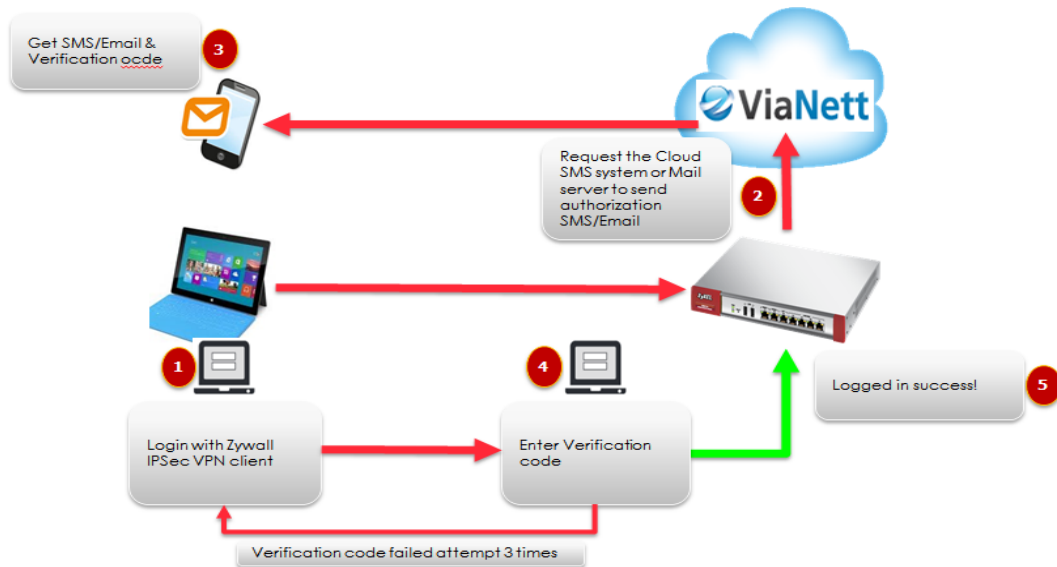 Get SMS/Email &
Verification ocde
3
ViaNett
Request the Cloud
SMS system or Mail
server to send
authorization
SMS/Email
2
ZyXEL
1
4
Logged in success!
5
Login with Zywall
IPSec VPN client
Enter Verification
code
Verification code failed attempt 3 times